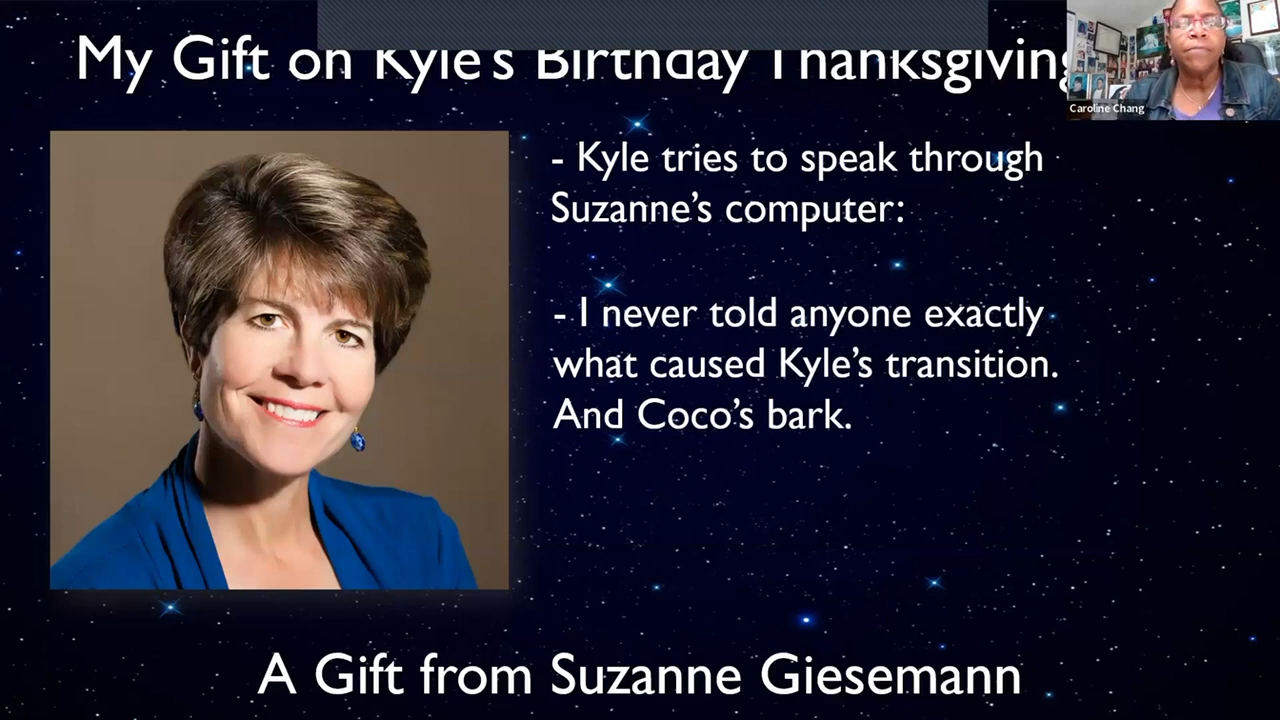 My Gift on Kyle's Birthday Thanksgiving
Caroline Chang
- Kyle tries to speak through
Suzanne's computer:
- I never told anyone exactly
what caused Kyle's transition.
And Coco's bark.
A Gift from Suzanne Giesemann